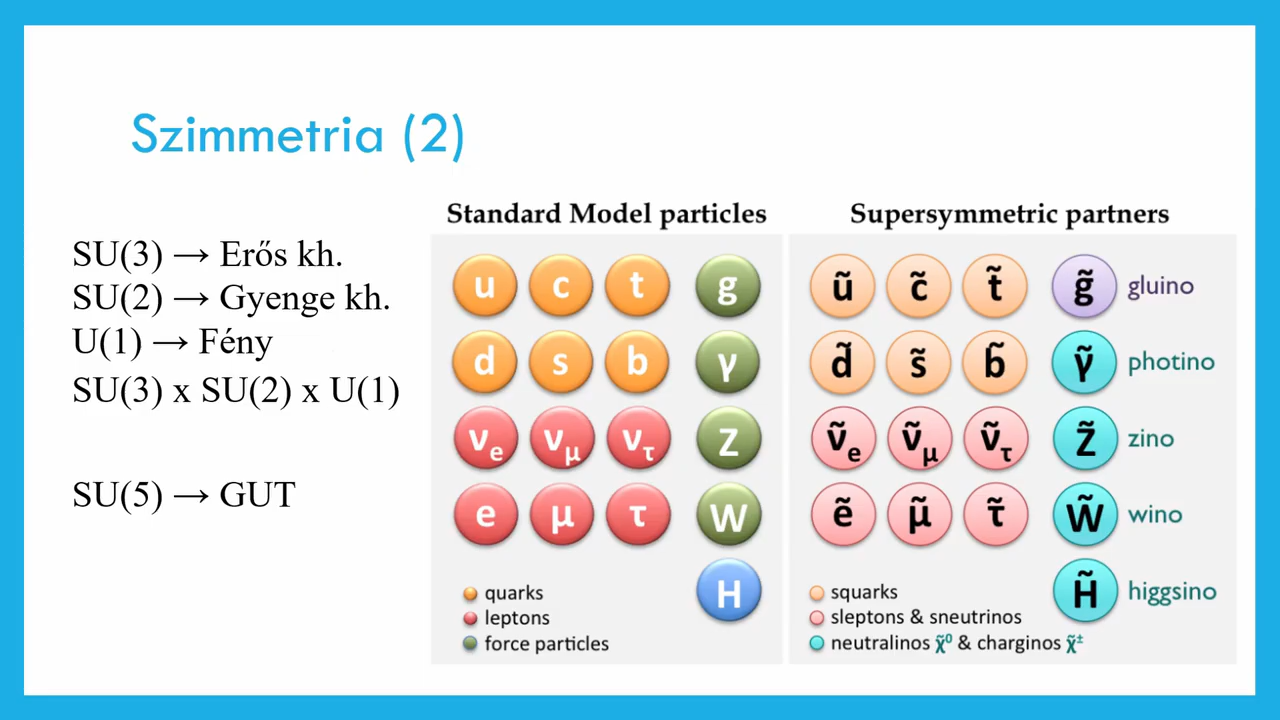 Szimmetria (2)
SU(3) → Erős kh.
SU(2) → Gyenge kh.
U(1) → Fény
SU(3) x SU(2) x U(1)
SU(5) → GUT
Standard Model particles
u c t g
d s b γ
νe νμ ντ Z
e μ τ W
H
quarks
leptons
force particles
Supersymmetric partners
ũ c̃ t̃ g̃ gluino
d̃ s̃ b̃ γ̃ photino
ν̃e ν̃μ ν̃τ Z̃ zino
ẽ μ̃ τ̃ W̃ wino
H̃ higgsino
squarks
sleptons & sneutrinos
neutralinos χ̃⁰ & charginos χ̃±